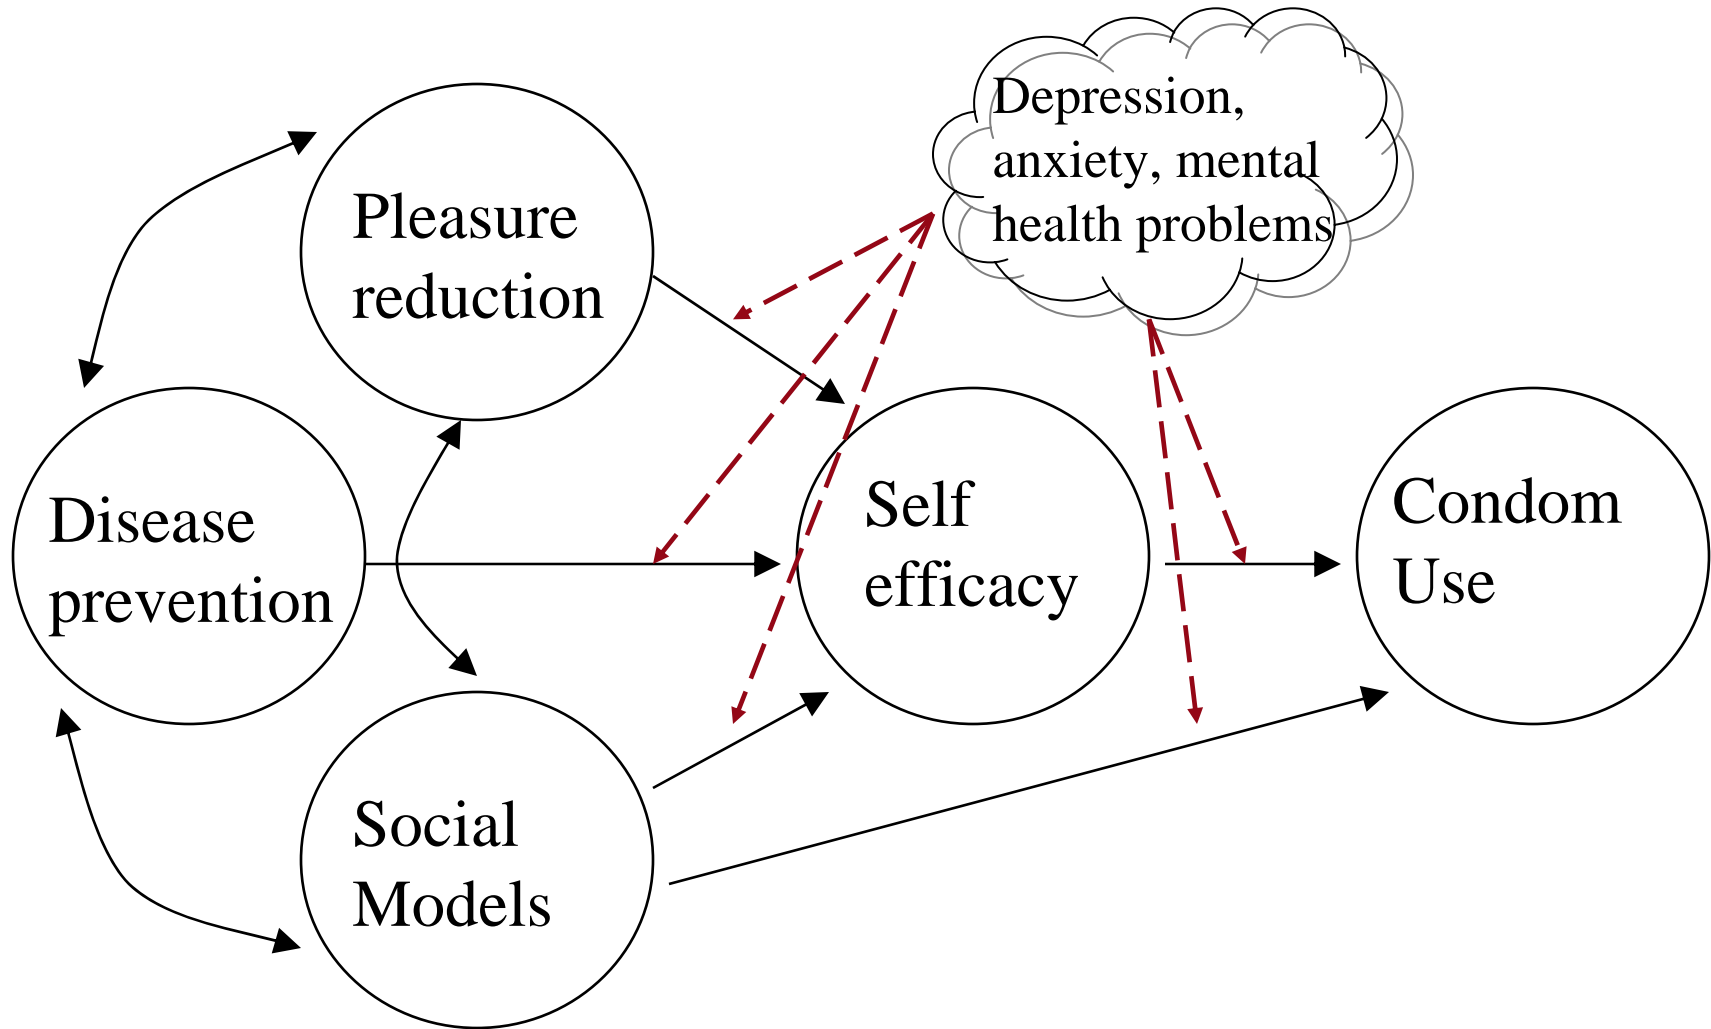 Depression,
anxiety, mental
health problems
Pleasure
reduction
Disease
prevention
Self
efficacy
Condom
Use
Social
Models